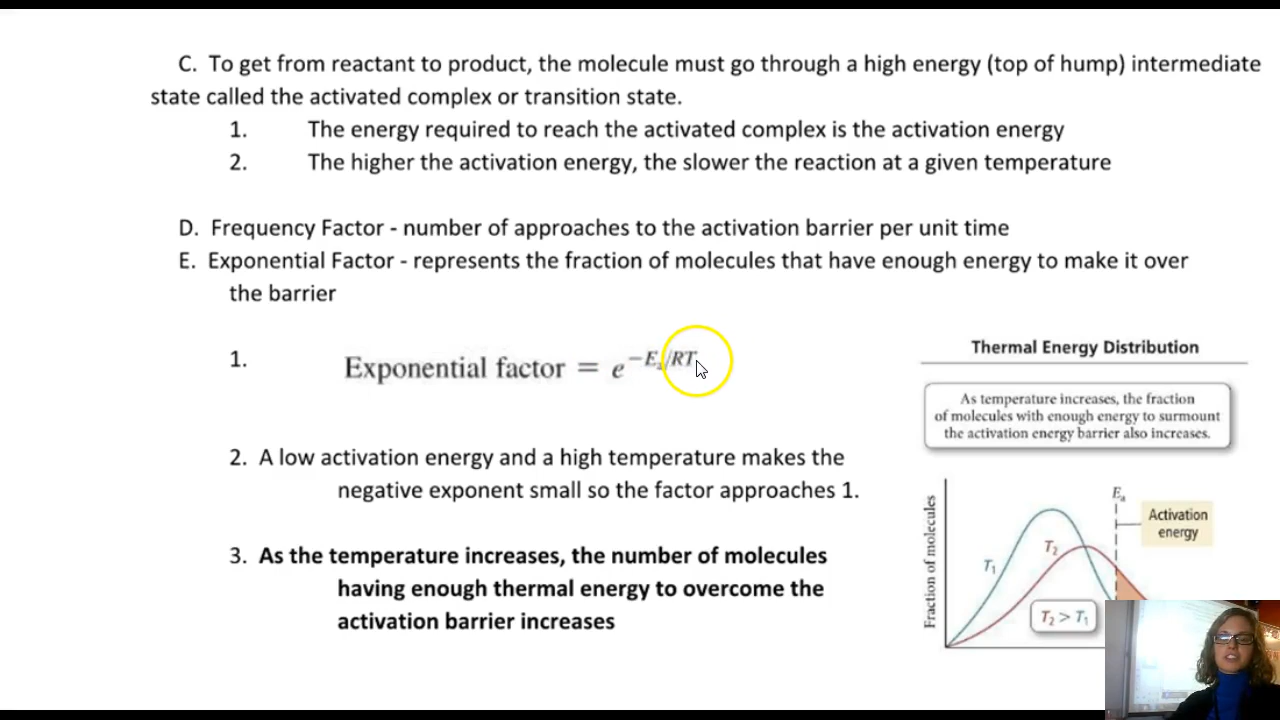 C. To get from reactant to product, the molecule must go through a high energy (top of hump) intermediate
state called the activated complex or transition state.
1. The energy required to reach the activated complex is the activation energy
2. The higher the activation energy, the slower the reaction at a given temperature
D. Frequency Factor - number of approaches to the activation barrier per unit time
E. Exponential Factor - represents the fraction of molecules that have enough energy to make it over
the barrier
1. Exponential factor = e^{-E_a/RT}
2. A low activation energy and a high temperature makes the
negative exponent small so the factor approaches 1.
3. As the temperature increases, the number of molecules
having enough thermal energy to overcome the
activation barrier increases
Thermal Energy Distribution
As temperature increases, the fraction
of molecules with enough energy to surmount
the activation energy barrier also increases.
Fraction of molecules
E_a
Activation
energy
T_1
T_2
T_2 > T_1